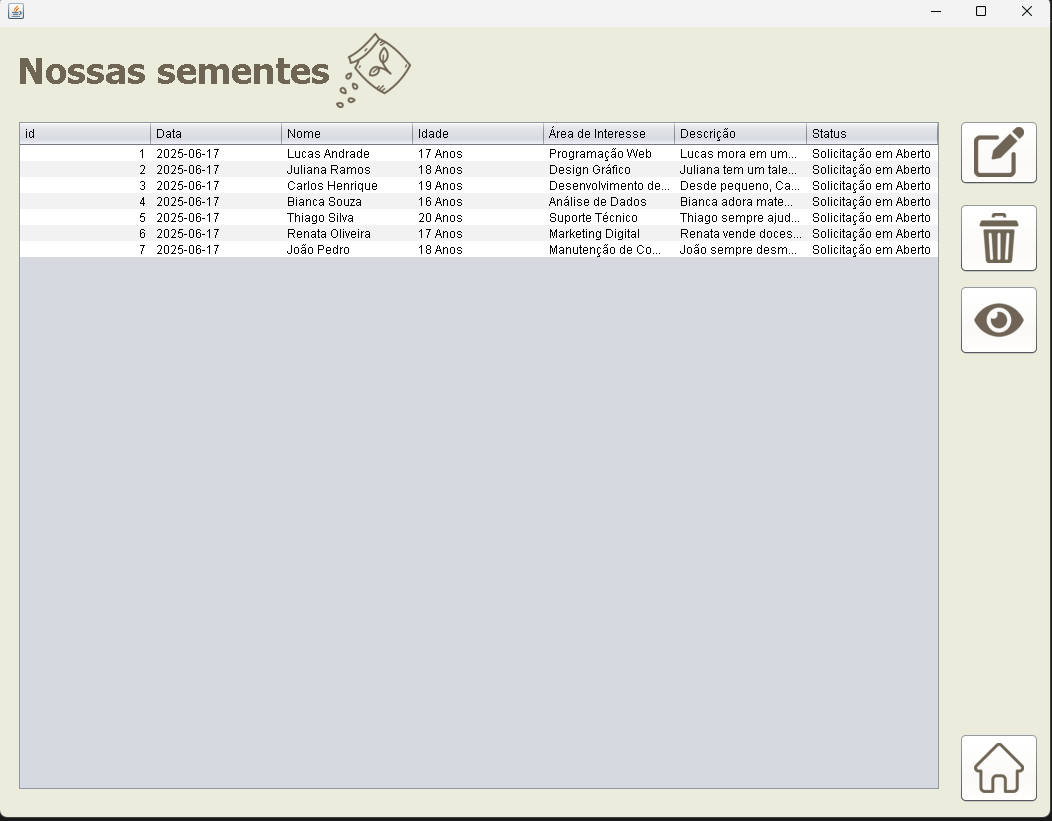 Nossas sementes
id Data Nome Idade Área de Interesse Descrição Status
1 2025-06-17 Lucas Andrade 17 Anos Programação Web Lucas mora em um... Solicitação em Aberto
2 2025-06-17 Juliana Ramos 18 Anos Design Gráfico Juliana tem um tale... Solicitação em Aberto
3 2025-06-17 Carlos Henrique 19 Anos Desenvolvimento de... Desde pequeno, Ca... Solicitação em Aberto
4 2025-06-17 Bianca Souza 16 Anos Análise de Dados Bianca adora mate... Solicitação em Aberto
5 2025-06-17 Thiago Silva 20 Anos Suporte Técnico Thiago sempre ajud... Solicitação em Aberto
6 2025-06-17 Renata Oliveira 17 Anos Marketing Digital Renata vende doces... Solicitação em Aberto
7 2025-06-17 João Pedro 18 Anos Manutenção de Co... João sempre desm... Solicitação em Aberto